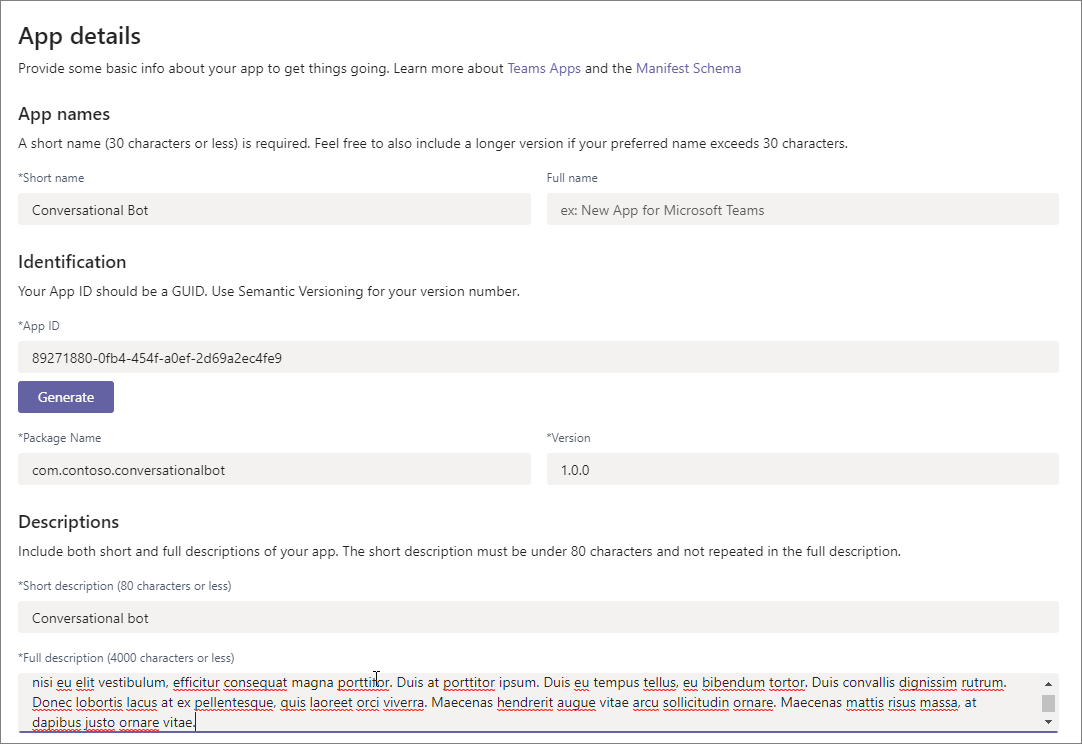 App details
Provide some basic info about your app to get things going. Learn more about Teams Apps and the Manifest Schema
App names
A short name (30 characters or less) is required. Feel free to also include a longer version if your preferred name exceeds 30 characters.
*Short name
Full name
Conversational Bot
ex: New App for Microsoft Teams
Identification
Your App ID should be a GUID. Use Semantic Versioning for your version number.
*App ID
89271880-0fb4-454f-a0ef-2d69a2ec4fe9
Generate
*Package Name
*Version
com.contoso.conversationalbot
1.0.0
Descriptions
Include both short and full descriptions of your app. The short description must be under 80 characters and not repeated in the full description.
*Short description (80 characters or less)
Conversational bot
*Full description (4000 characters or less)
nisi eu elit vestibulum, efficitur consequat magna porttitor. Duis at porttitor ipsum. Duis eu tempus tellus, eu bibendum tortor. Duis convallis dignissim rutrum.
Donec lobortis lacus at ex pellentesque, quis laoreet orci viverra. Maecenas hendrerit augue vitae arcu sollicitudin ornare. Maecenas mattis risus massa, at
dapibus justo ornare vitae.